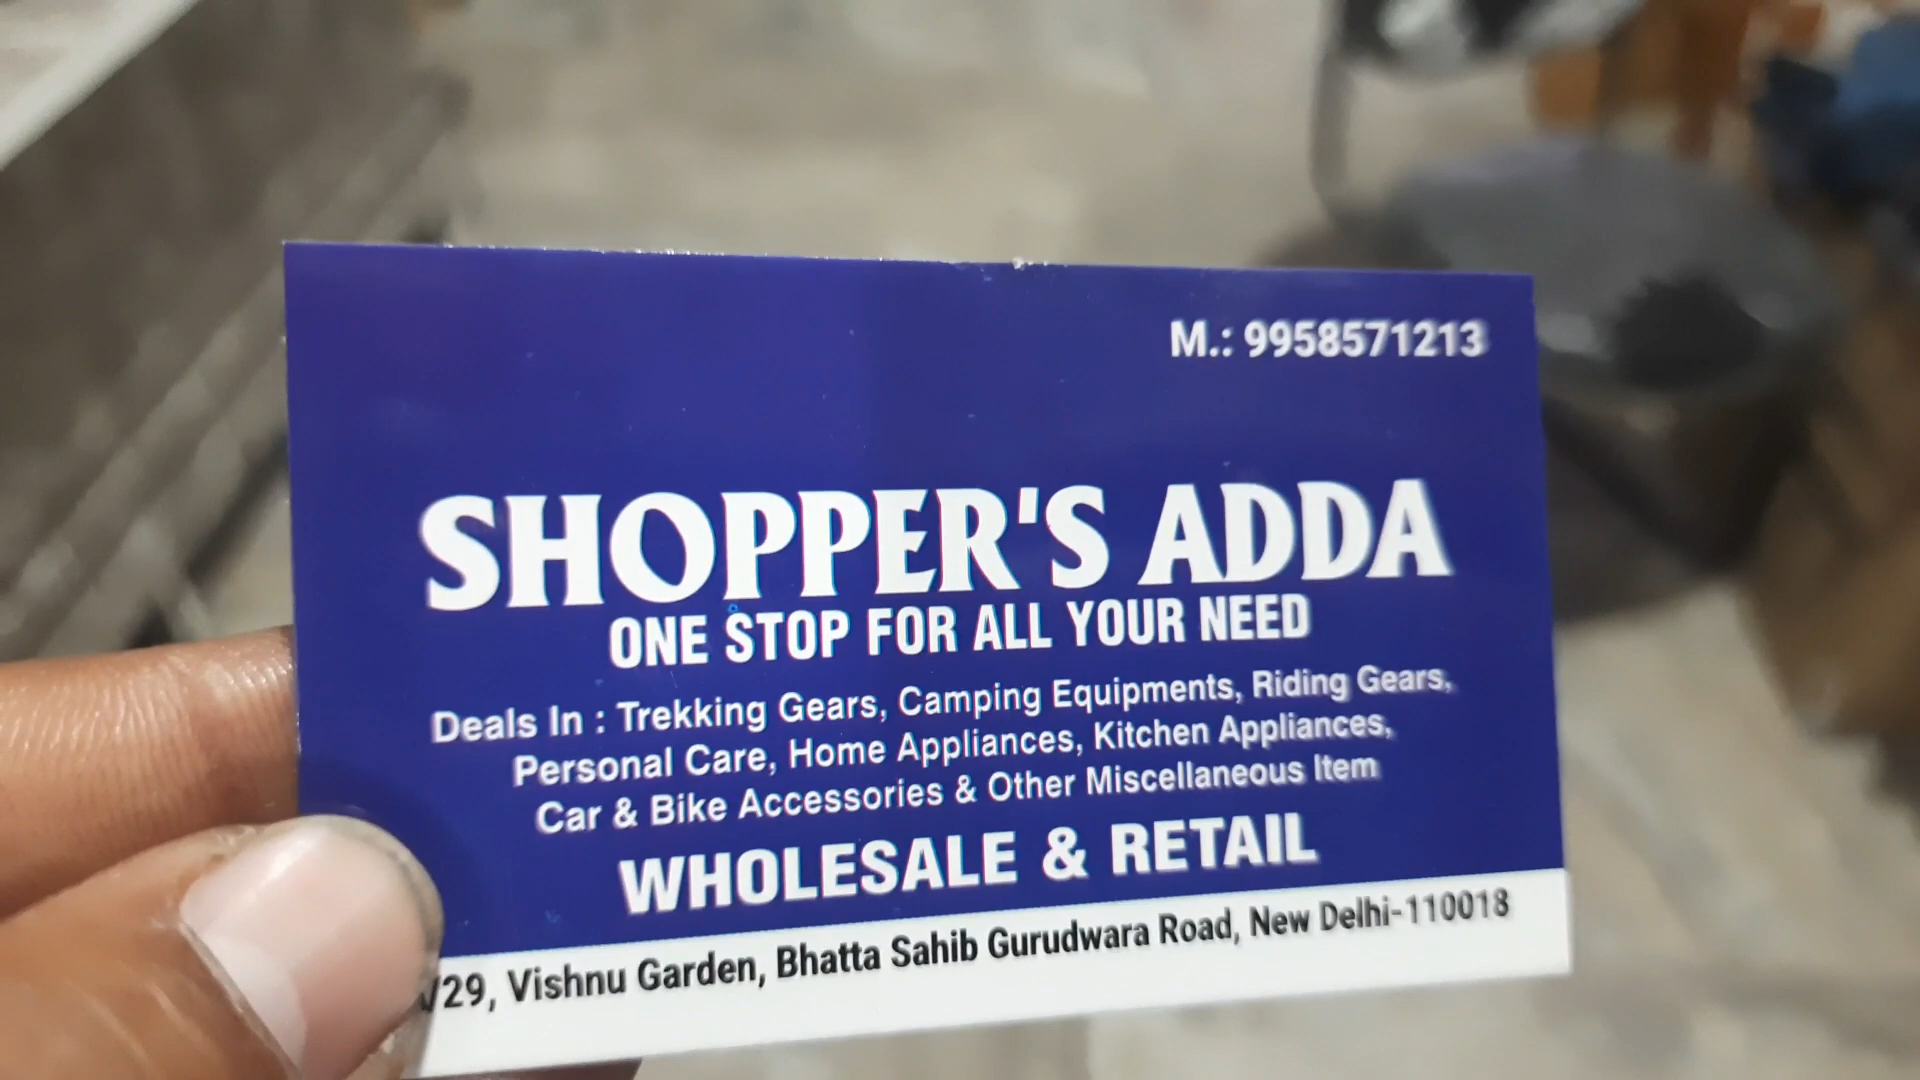 M.: 9958571213
SHOPPER'S ADDA
ONE STOP FOR ALL YOUR NEED
Deals In : Trekking Gears, Camping Equipments, Riding Gears,
Personal Care, Home Appliances, Kitchen Appliances,
Car & Bike Accessories & Other Miscellaneous Item
WHOLESALE & RETAIL
/29, Vishnu Garden, Bhatta Sahib Gurudwara Road, New Delhi-110018